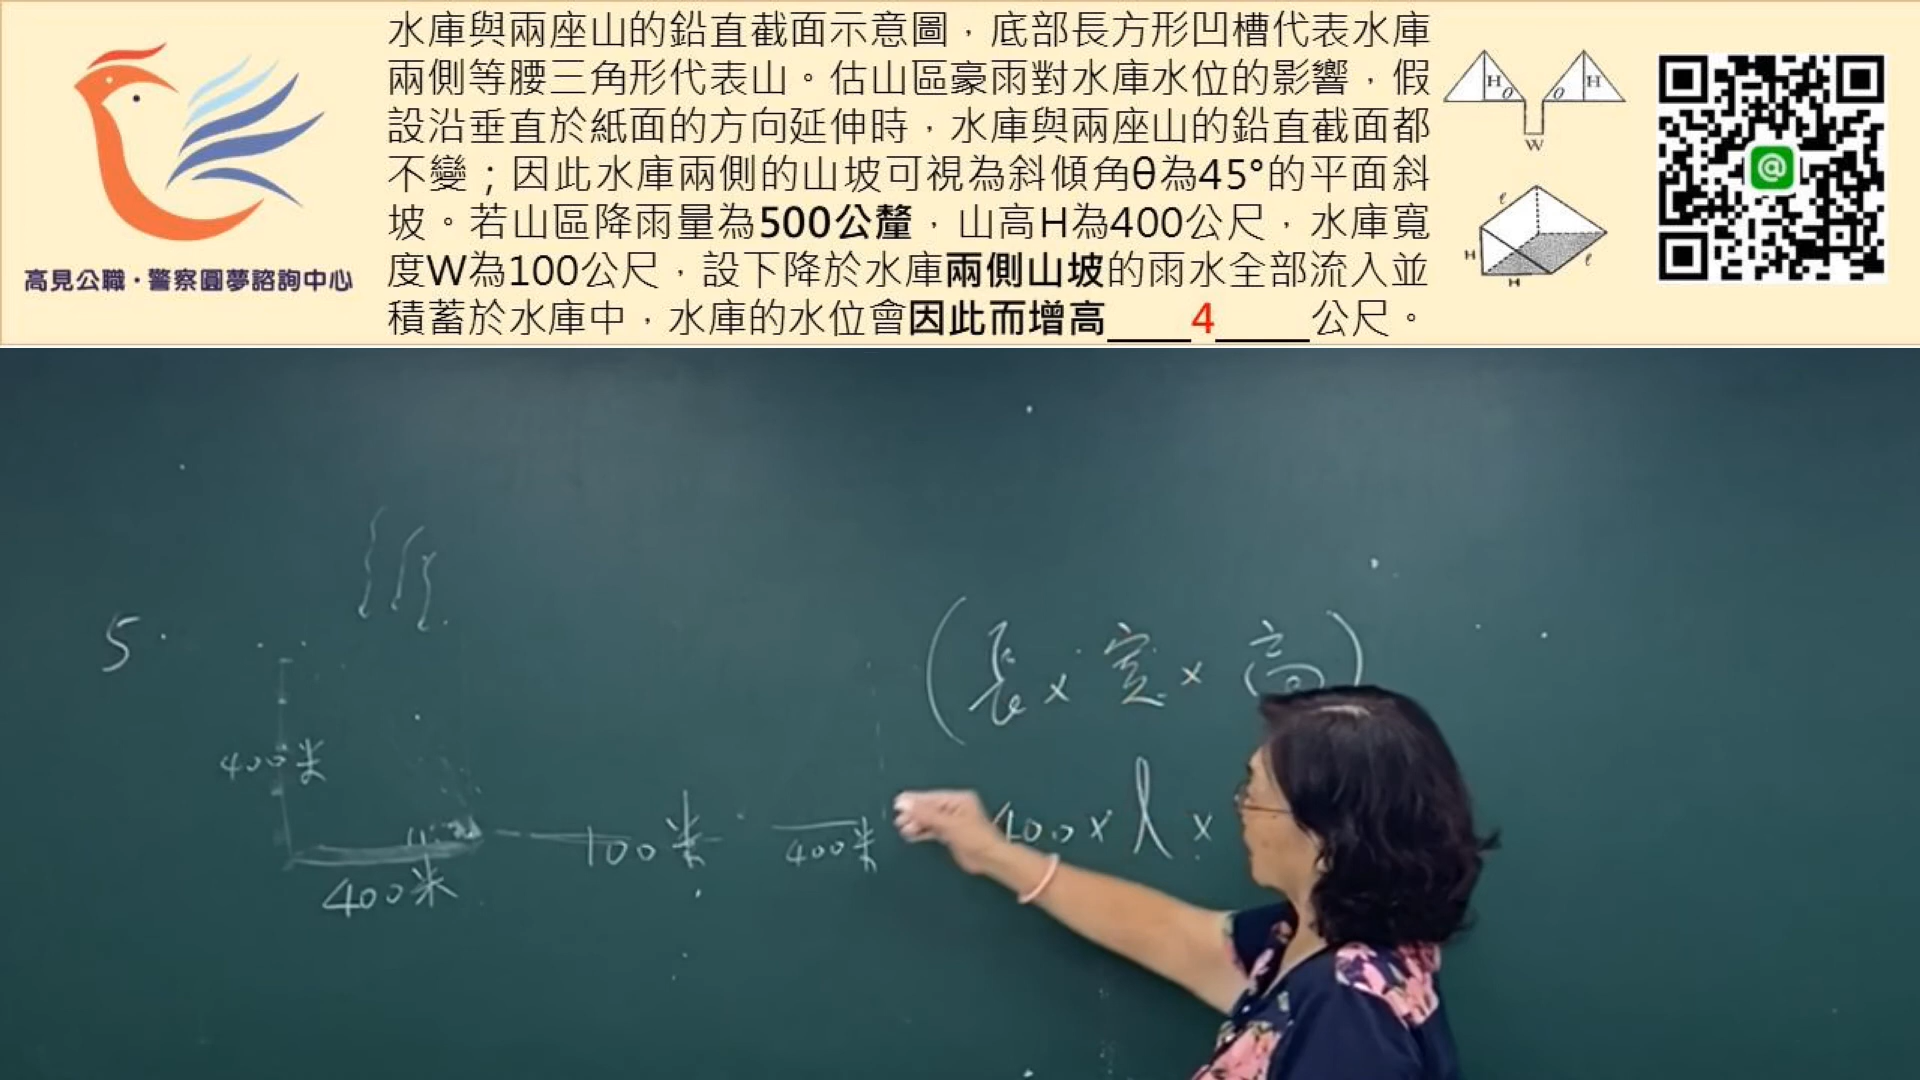 水庫與兩座山的鉛直截面示意圖，底部長方形凹槽代表水庫
兩側等腰三角形代表山。估山區豪雨對水庫水位的影響，假
設沿垂直於紙面的方向延伸時，水庫與兩座山的鉛直截面都
不變；因此水庫兩側的山坡可視為斜傾角θ為45°的平面斜
坡。若山區降雨量為500公釐，山高H為400公尺，水庫寬
度W為100公尺，設下降於水庫兩側山坡的雨水全部流入並
積蓄於水庫中，水庫的水位會因此而增高____4____公尺。
高見公職·警察圓夢諮詢中心
H θ θ H
W
ℓ
H
ℓ
H
5.
(長×寬×高)
400米
400×l×
100米
400米
400米